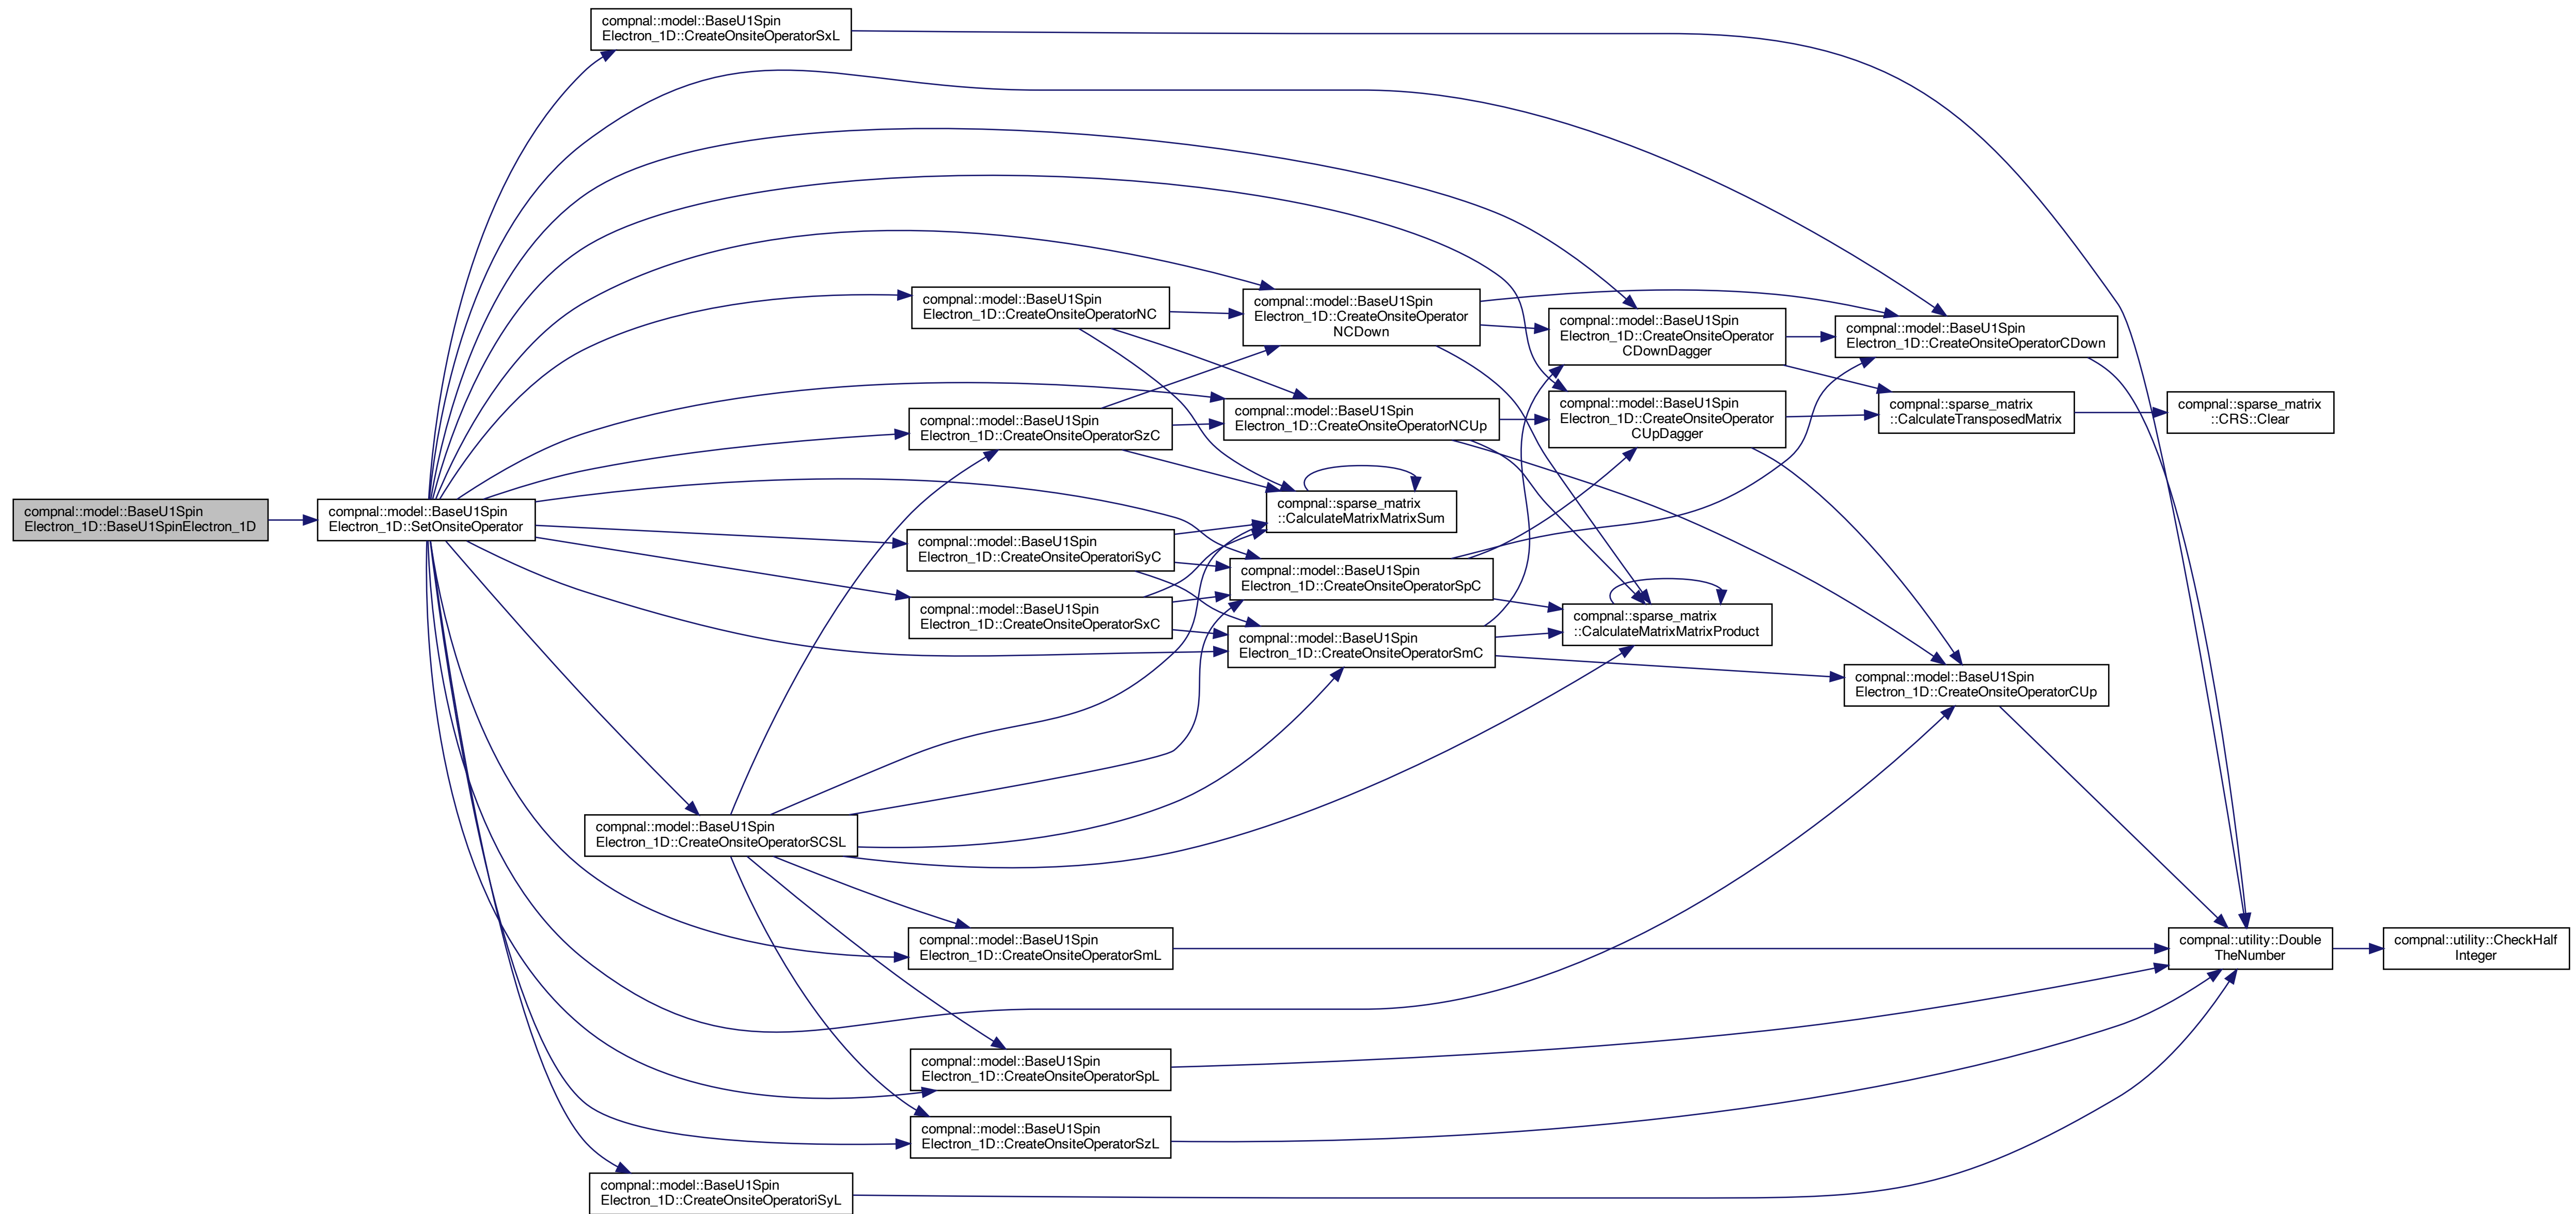 compnal::model::BaseU1Spin
Electron_1D::BaseU1SpinElectron_1D
compnal::model::BaseU1Spin
Electron_1D::SetOnsiteOperator
compnal::model::BaseU1Spin
Electron_1D::CreateOnsiteOperatorSxL
compnal::model::BaseU1Spin
Electron_1D::CreateOnsiteOperatorSCSL
compnal::model::BaseU1Spin
Electron_1D::CreateOnsiteOperatoriSyL
compnal::model::BaseU1Spin
Electron_1D::CreateOnsiteOperatorNC
compnal::model::BaseU1Spin
Electron_1D::CreateOnsiteOperatorSzC
compnal::model::BaseU1Spin
Electron_1D::CreateOnsiteOperatoriSyC
compnal::model::BaseU1Spin
Electron_1D::CreateOnsiteOperatorSxC
compnal::model::BaseU1Spin
Electron_1D::CreateOnsiteOperatorSmL
compnal::model::BaseU1Spin
Electron_1D::CreateOnsiteOperatorSpL
compnal::model::BaseU1Spin
Electron_1D::CreateOnsiteOperatorSzL
compnal::model::BaseU1Spin
Electron_1D::CreateOnsiteOperator
NCDown
compnal::model::BaseU1Spin
Electron_1D::CreateOnsiteOperatorNCUp
compnal::sparse_matrix
::CalculateMatrixMatrixSum
compnal::model::BaseU1Spin
Electron_1D::CreateOnsiteOperatorSpC
compnal::model::BaseU1Spin
Electron_1D::CreateOnsiteOperatorSmC
compnal::model::BaseU1Spin
Electron_1D::CreateOnsiteOperator
CDownDagger
compnal::model::BaseU1Spin
Electron_1D::CreateOnsiteOperator
CUpDagger
compnal::sparse_matrix
::CalculateMatrixMatrixProduct
compnal::model::BaseU1Spin
Electron_1D::CreateOnsiteOperatorCDown
compnal::sparse_matrix
::CalculateTransposedMatrix
compnal::model::BaseU1Spin
Electron_1D::CreateOnsiteOperatorCUp
compnal::sparse_matrix
::CRS::Clear
compnal::utility::Double
TheNumber
compnal::utility::CheckHalf
Integer